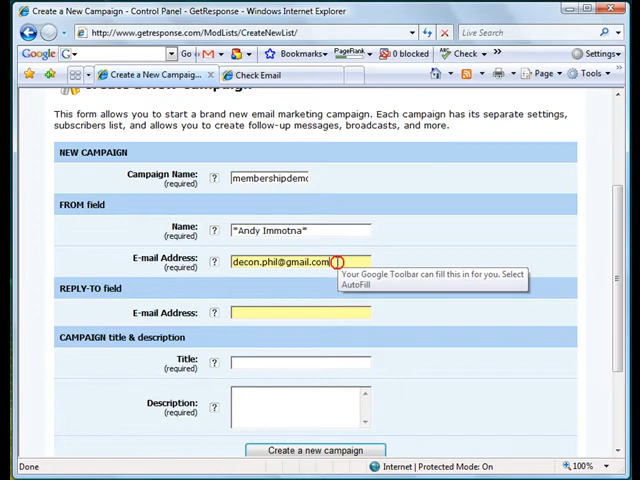 Create a New Campaign - Control Panel - GetResponse - Windows Internet Explorer
http://www.getresponse.com/ModLists/CreateNewList/
Live Search
Google
G
Go
Bookmarks
PageRank
0 blocked
Check
Settings
Create a New Campaig...
Check Email
Page
Tools
Create a new campaign
This form allows you to start a brand new email marketing campaign. Each campaign has its separate settings,
subscribers list, and allows you to create follow-up messages, broadcasts, and more.
NEW CAMPAIGN
Campaign Name:
(required)
?
membershipdemo
FROM field
Name:
(required)
?
"Andy Immotna"
E-mail Address:
(required)
?
decon.phil@gmail.com
Your Google Toolbar can fill this in for you. Select
AutoFill
REPLY-TO field
E-mail Address:
?
CAMPAIGN title & description
Title:
(required)
?
Description:
(required)
?
Create a new campaign
Done
Internet | Protected Mode: On
100%